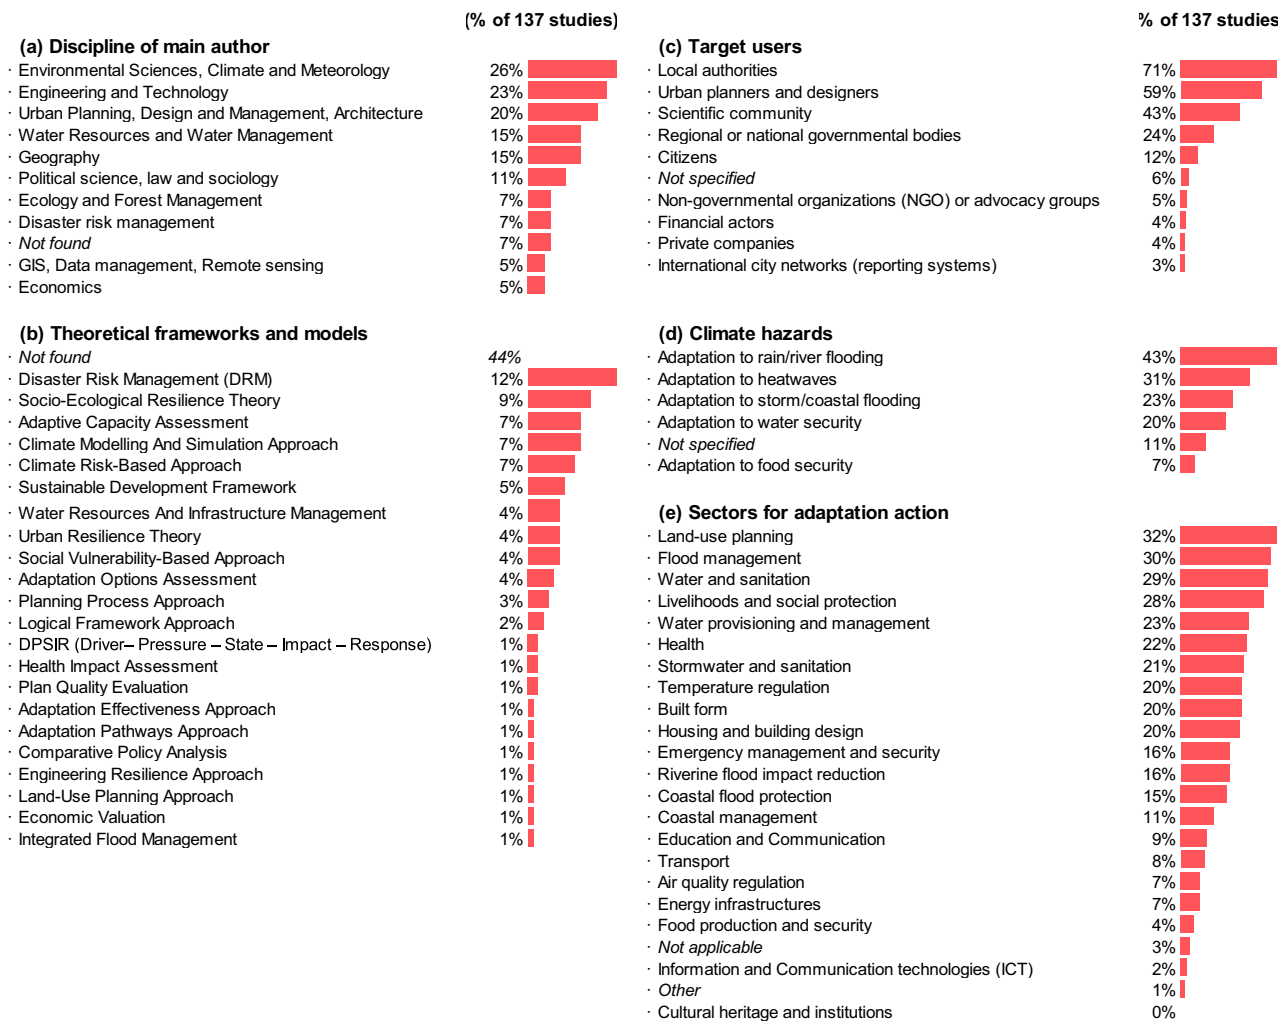 (% of 137 studies)
(a) Discipline of main author
· Environmental Sciences, Climate and Meteorology 26%
· Engineering and Technology 23%
· Urban Planning, Design and Management, Architecture 20%
· Water Resources and Water Management 15%
· Geography 15%
· Political science, law and sociology 11%
· Ecology and Forest Management 7%
· Disaster risk management 7%
· Not found 7%
· GIS, Data management, Remote sensing 5%
· Economics 5%
(b) Theoretical frameworks and models
· Not found 44%
· Disaster Risk Management (DRM) 12%
· Socio-Ecological Resilience Theory 9%
· Adaptive Capacity Assessment 7%
· Climate Modelling And Simulation Approach 7%
· Climate Risk-Based Approach 7%
· Sustainable Development Framework 5%
· Water Resources And Infrastructure Management 4%
· Urban Resilience Theory 4%
· Social Vulnerability-Based Approach 4%
· Adaptation Options Assessment 4%
· Planning Process Approach 3%
· Logical Framework Approach 2%
· DPSIR (Driver– Pressure – State – Impact – Response) 1%
· Health Impact Assessment 1%
· Plan Quality Evaluation 1%
· Adaptation Effectiveness Approach 1%
· Adaptation Pathways Approach 1%
· Comparative Policy Analysis 1%
· Engineering Resilience Approach 1%
· Land-Use Planning Approach 1%
· Economic Valuation 1%
· Integrated Flood Management 1%
% of 137 studies
(c) Target users
· Local authorities 71%
· Urban planners and designers 59%
· Scientific community 43%
· Regional or national governmental bodies 24%
· Citizens 12%
· Not specified 6%
· Non-governmental organizations (NGO) or advocacy groups 5%
· Financial actors 4%
· Private companies 4%
· International city networks (reporting systems) 3%
(d) Climate hazards
· Adaptation to rain/river flooding 43%
· Adaptation to heatwaves 31%
· Adaptation to storm/coastal flooding 23%
· Adaptation to water security 20%
· Not specified 11%
· Adaptation to food security 7%
(e) Sectors for adaptation action
· Land-use planning 32%
· Flood management 30%
· Water and sanitation 29%
· Livelihoods and social protection 28%
· Water provisioning and management 23%
· Health 22%
· Stormwater and sanitation 21%
· Temperature regulation 20%
· Built form 20%
· Housing and building design 20%
· Emergency management and security 16%
· Riverine flood impact reduction 16%
· Coastal flood protection 15%
· Coastal management 11%
· Education and Communication 9%
· Transport 8%
· Air quality regulation 7%
· Energy infrastructures 7%
· Food production and security 4%
· Not applicable 3%
· Information and Communication technologies (ICT) 2%
· Other 1%
· Cultural heritage and institutions 0%